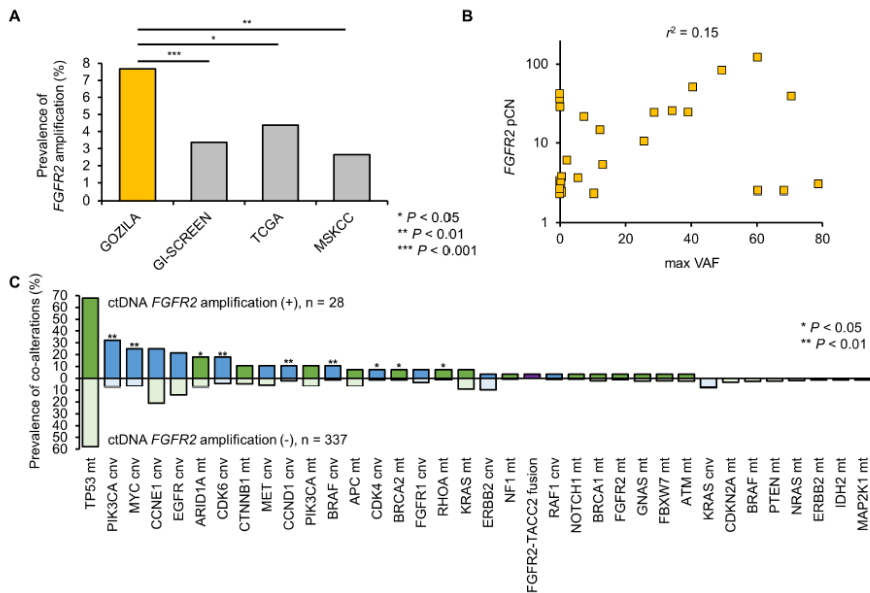 A
Prevalence of
FGFR2 amplification (%)
8
7
6
5
4
3
2
1
0
**
*
***
GOZILA
GI-SCREEN
TCGA
MSKCC
* P < 0.05
** P < 0.01
*** P < 0.001
B
r² = 0.15
FGFR2 pCN
100
10
1
0 20 40 60 80
max VAF
C
Prevalence of co-alterations (%)
70
60
50
40
30
20
10
0
10
20
30
40
50
60
ctDNA FGFR2 amplification (+), n = 28
** ** * ** ** ** * * *
* P < 0.05
** P < 0.01
ctDNA FGFR2 amplification (-), n = 337
TP53 mt
PIK3CA cnv
MYC cnv
CCNE1 cnv
EGFR cnv
ARID1A mt
CDK6 cnv
CTNNB1 mt
MET cnv
CCND1 cnv
PIK3CA mt
BRAF cnv
APC mt
CDK4 cnv
BRCA2 mt
FGFR1 cnv
RHOA mt
KRAS mt
ERBB2 cnv
NF1 mt
FGFR2-TACC2 fusion
RAF1 cnv
NOTCH1 mt
BRCA1 mt
FGFR2 mt
GNAS mt
FBXW7 mt
ATM mt
KRAS cnv
CDKN2A mt
BRAF mt
PTEN mt
NRAS mt
ERBB2 mt
IDH2 mt
MAP2K1 mt